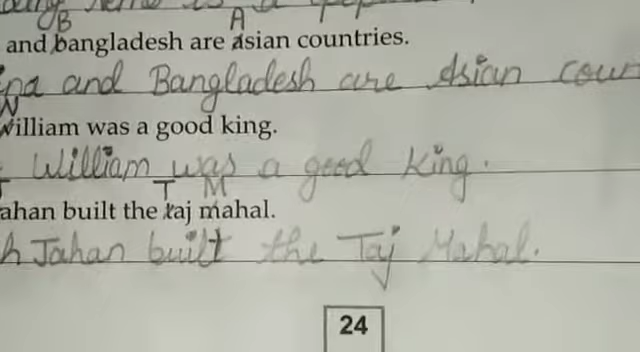 B A
and bangladesh are asian countries.
and Bangladesh are Asian
W
william was a good king.
William was a good King.
T M
ahan built the taj mahal.
h Jahan built the Taj Mahal.
24